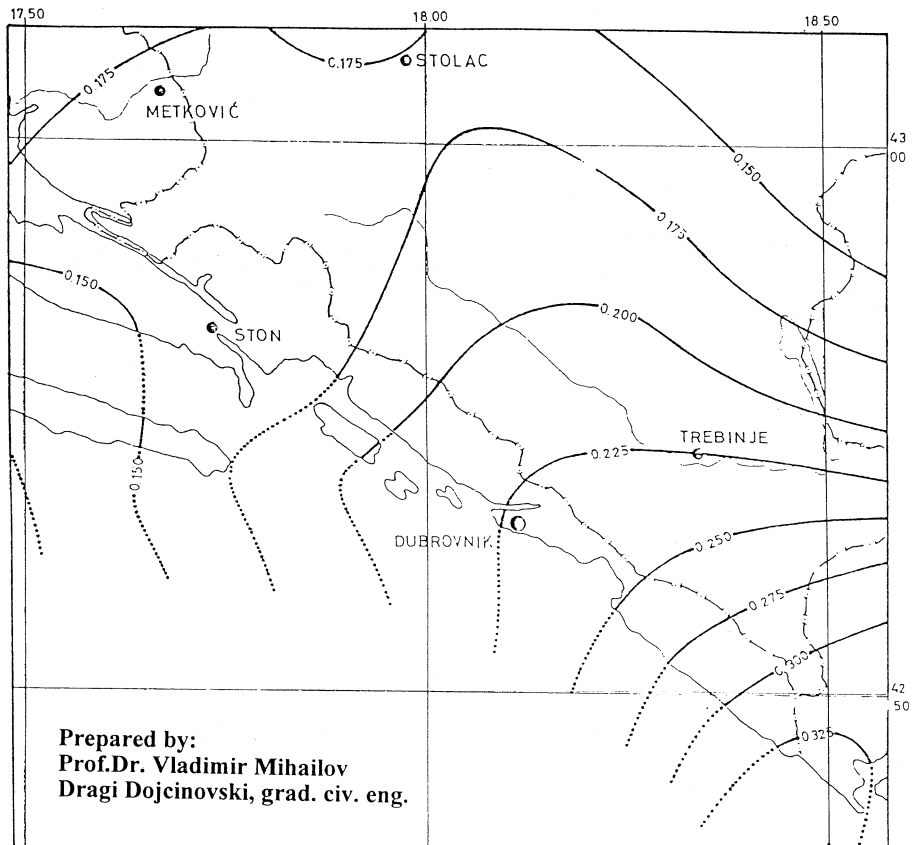 17.50 18.00 18 50
0.175 STOLAC
0.175
METKOVIĆ
43
00
0.150
0.175
0.150
0.200
STON
TREBINJE
0.225
0.150
DUBROVNIK
0.250
0.275
0.300
42
50
0.325
Prepared by:
Prof.Dr. Vladimir Mihailov
Dragi Dojcinovski, grad. civ. eng.